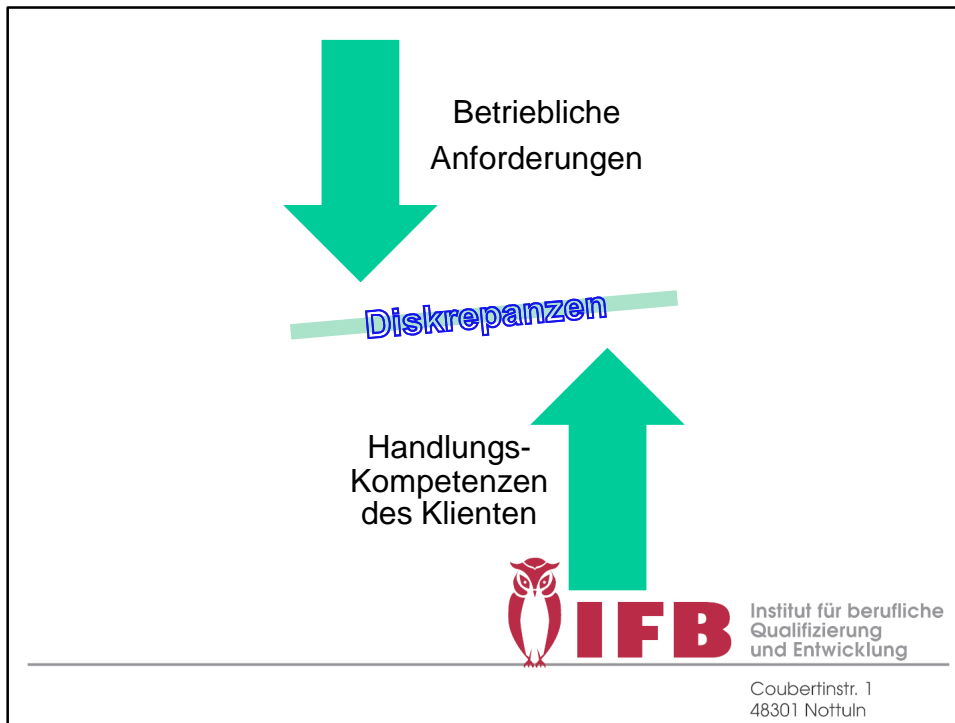 Betriebliche
Anforderungen
Diskrepanzen
Handlungs-
Kompetenzen
des Klienten
IFB
Institut für berufliche
Qualifizierung
und Entwicklung
Coubertinstr. 1
48301 Nottuln